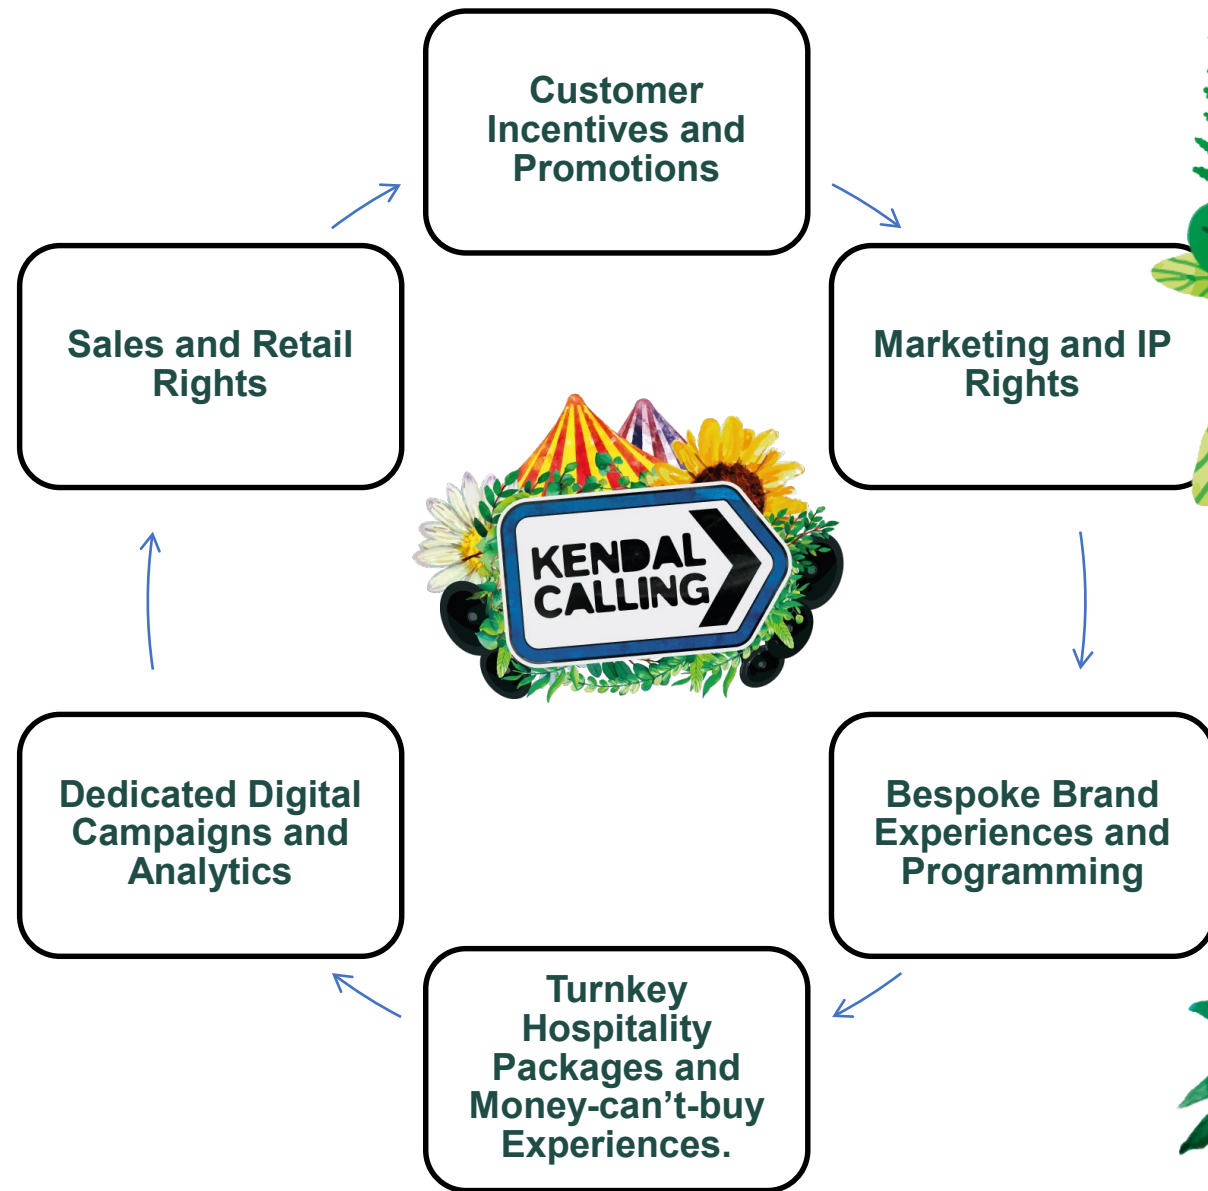 Customer
Incentives and
Promotions
Sales and Retail
Rights
Marketing and IP
Rights
KENDAL
CALLING
Dedicated Digital
Campaigns and
Analytics
Bespoke Brand
Experiences and
Programming
Turnkey
Hospitality
Packages and
Money-can’t-buy
Experiences.